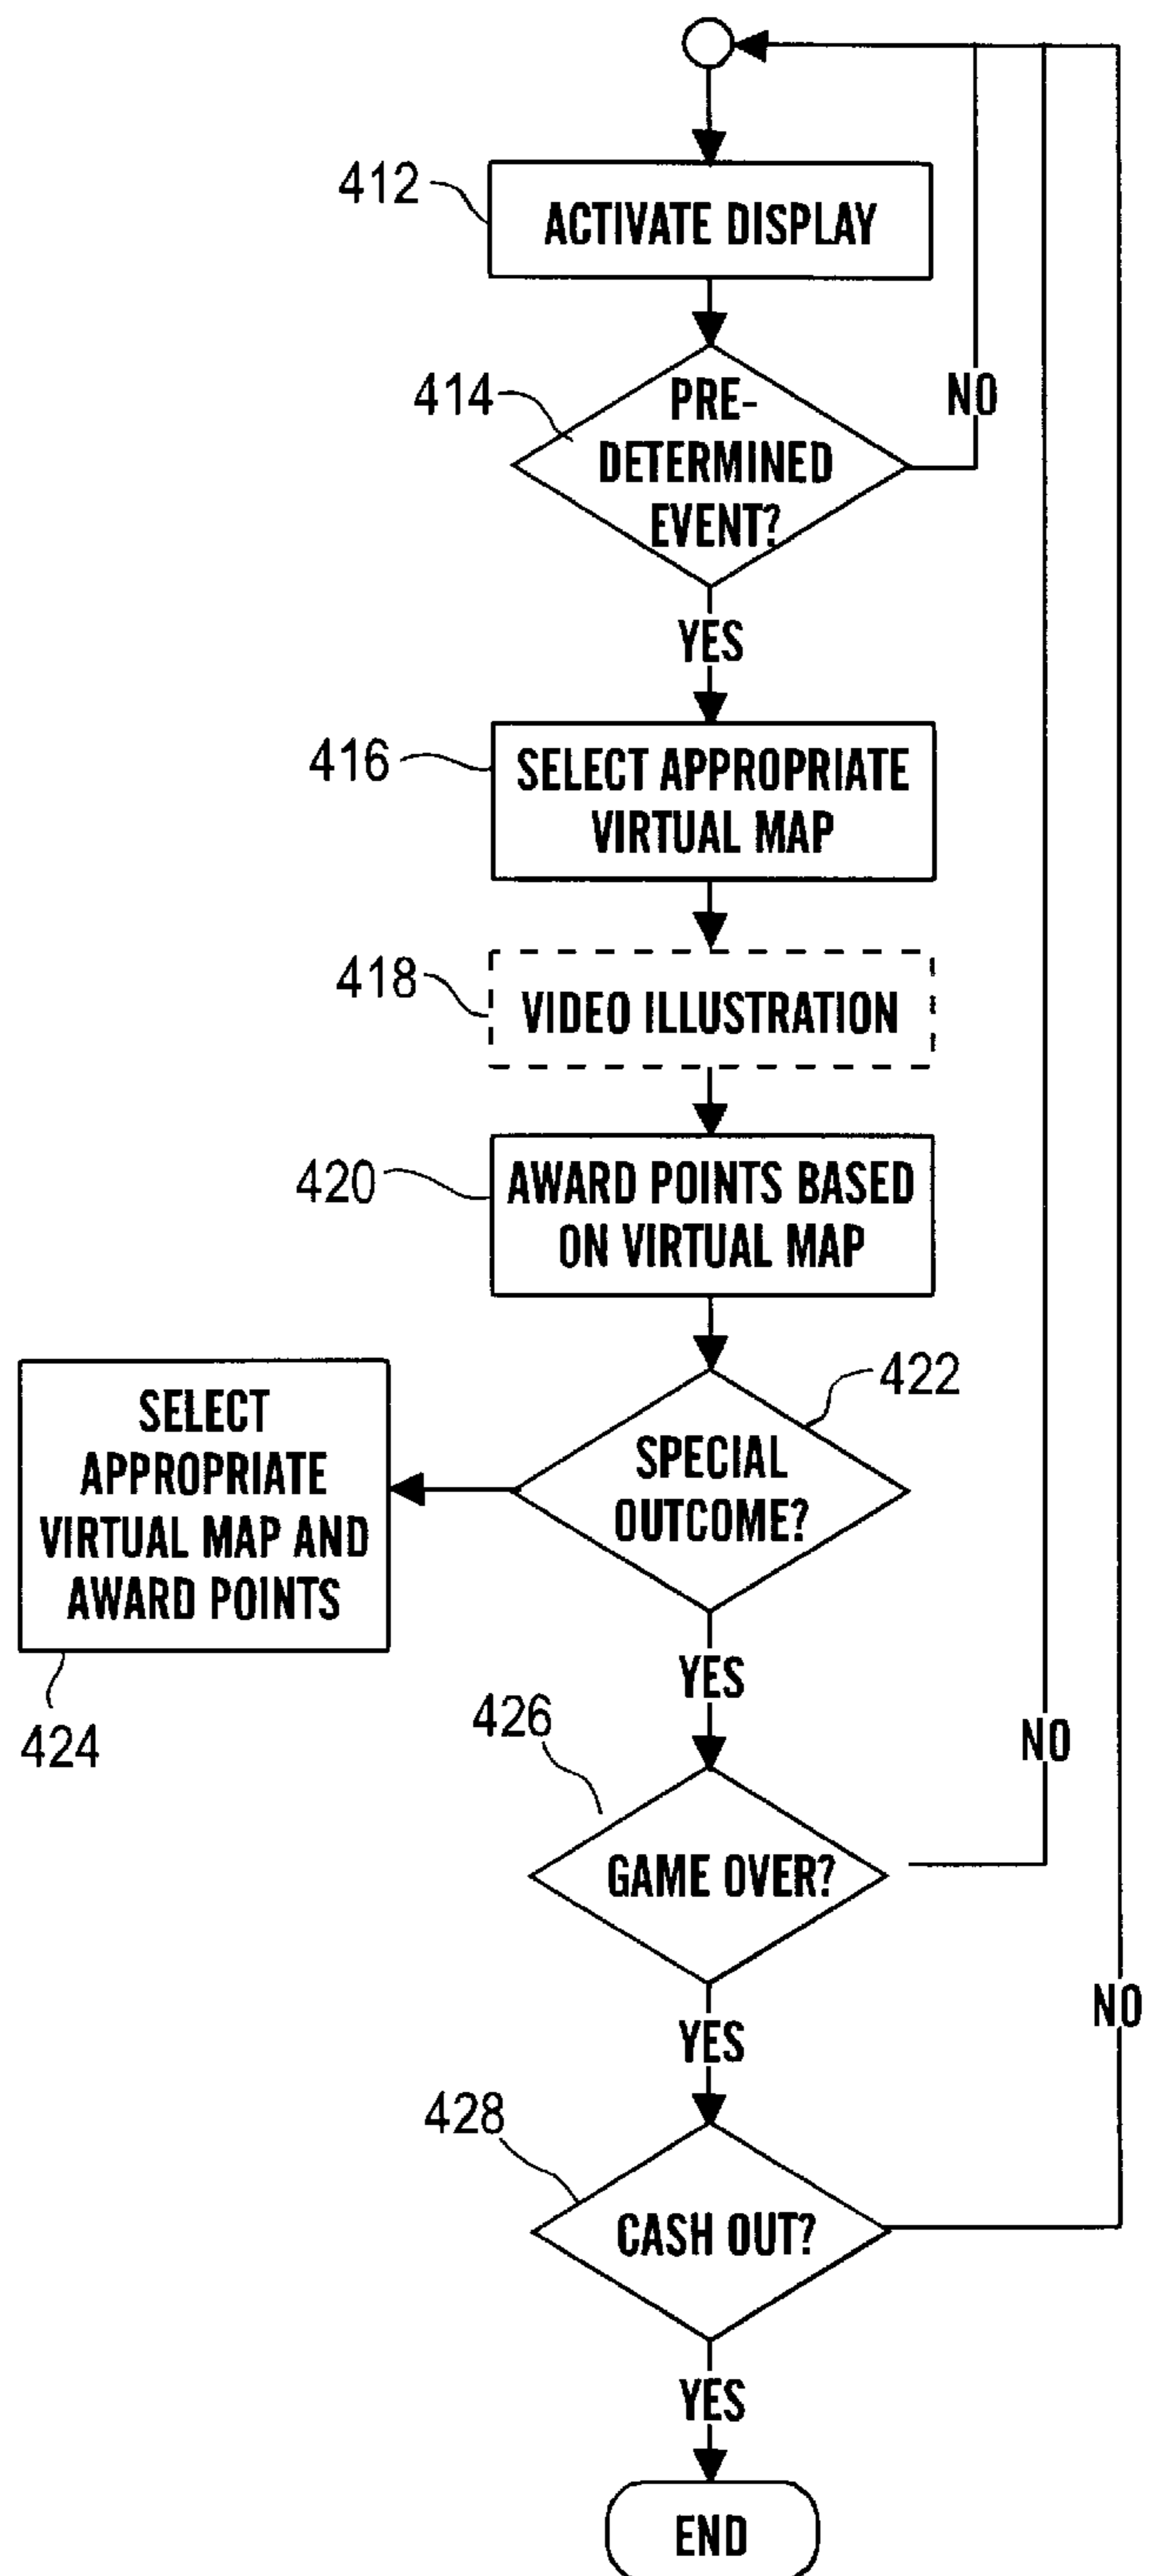 412
ACTIVATE DISPLAY
414
PRE-
DETERMINED
EVENT?
NO
YES
416
SELECT APPROPRIATE
VIRTUAL MAP
418
VIDEO ILLUSTRATION
420
AWARD POINTS BASED
ON VIRTUAL MAP
422
SPECIAL
OUTCOME?
SELECT
APPROPRIATE
VIRTUAL MAP AND
AWARD POINTS
424
YES
426
NO
GAME OVER?
YES
NO
428
CASH OUT?
YES
END